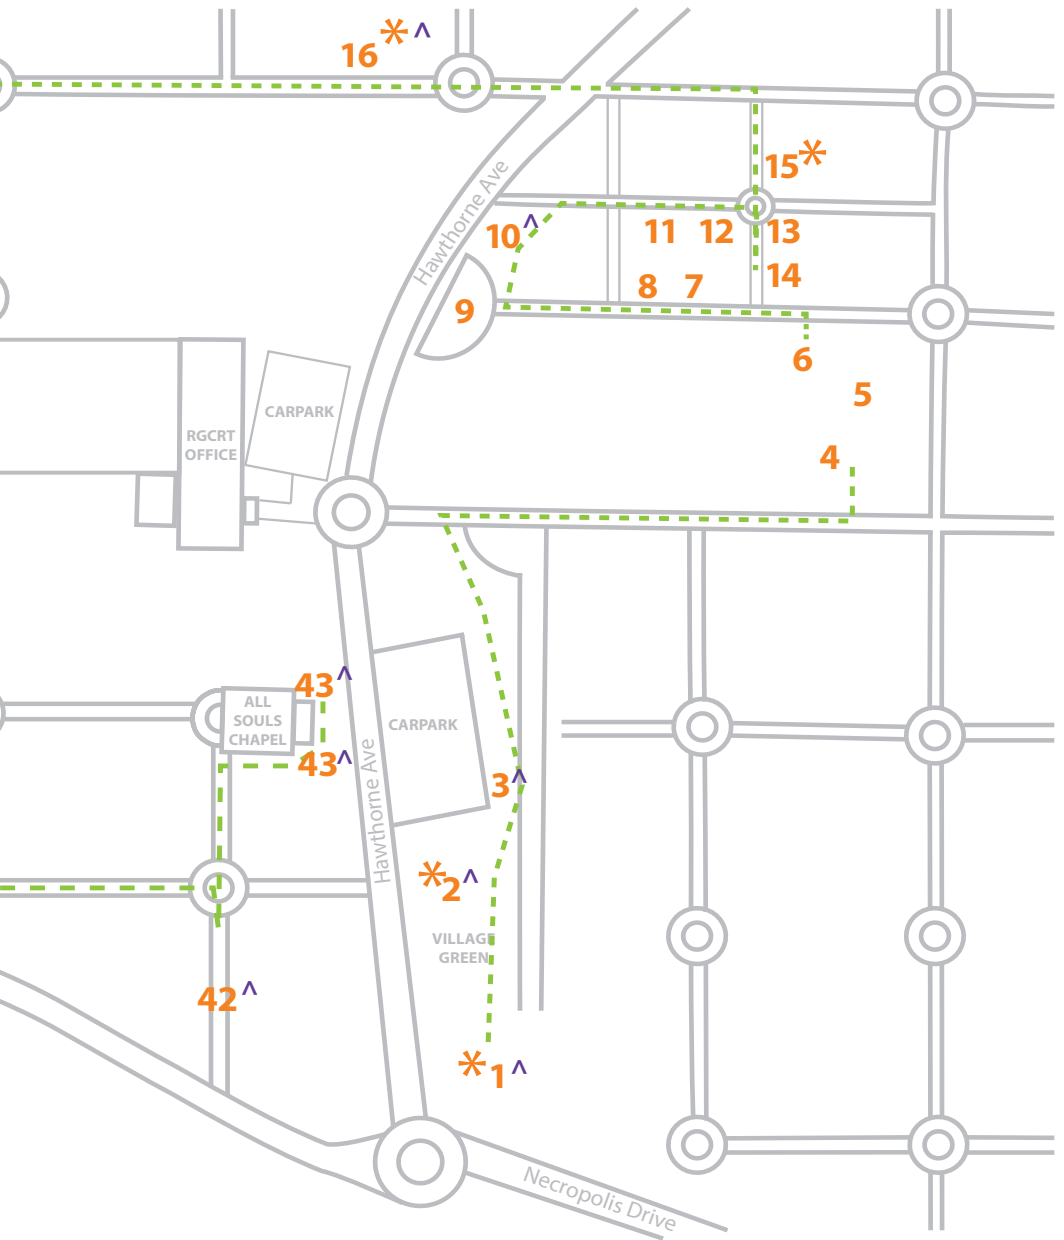 16 * ^
Hawthorne Ave
15 *
10 ^
11
12
13
14
8
7
9
6
5
4
CARPARK
RGCRT
OFFICE
43 ^
ALL
SOULS
CHAPEL
43 ^
CARPARK
Hawthorne Ave
3 ^
* 2 ^
VILLAGE
GREEN
42 ^
* 1 ^
Necropolis Drive